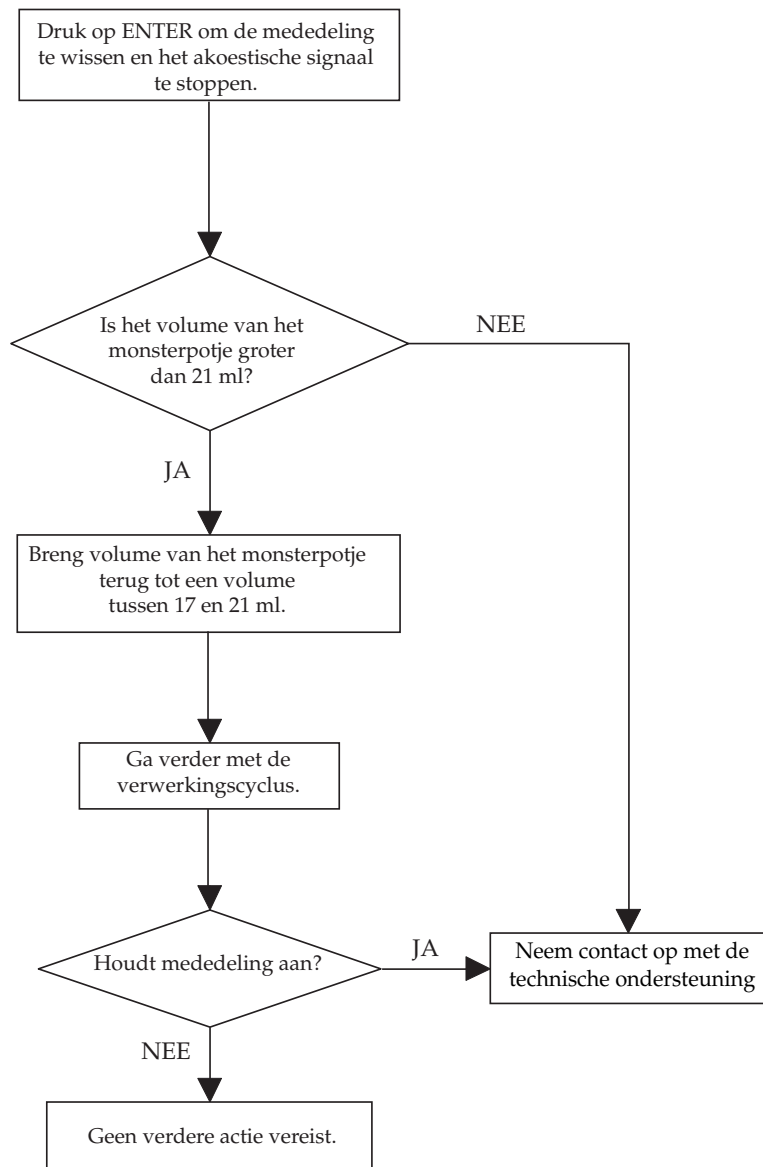 Druk op ENTER om de mededeling
te wissen en het akoestische signaal
te stoppen.
Is het volume van het
monsterpotje groter
dan 21 ml?
NEE
JA
Breng volume van het monsterpotje
terug tot een volume
tussen 17 en 21 ml.
Ga verder met de
verwerkingscyclus.
Houdt mededeling aan?
JA
Neem contact op met de
technische ondersteuning
NEE
Geen verdere actie vereist.